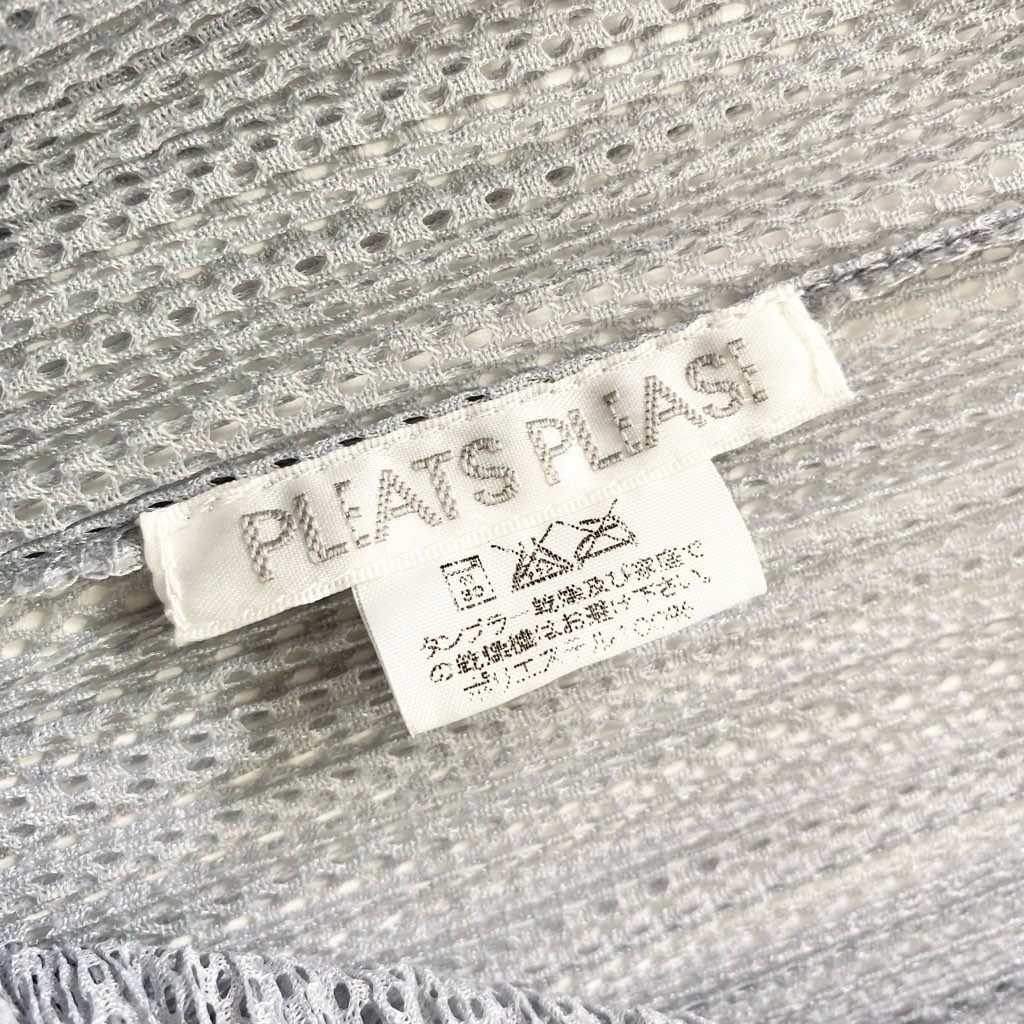 PLEATS PLEASE
タンブラー乾燥及び家庭で
の乾燥機はお避け下さい。
ポリエステル100%